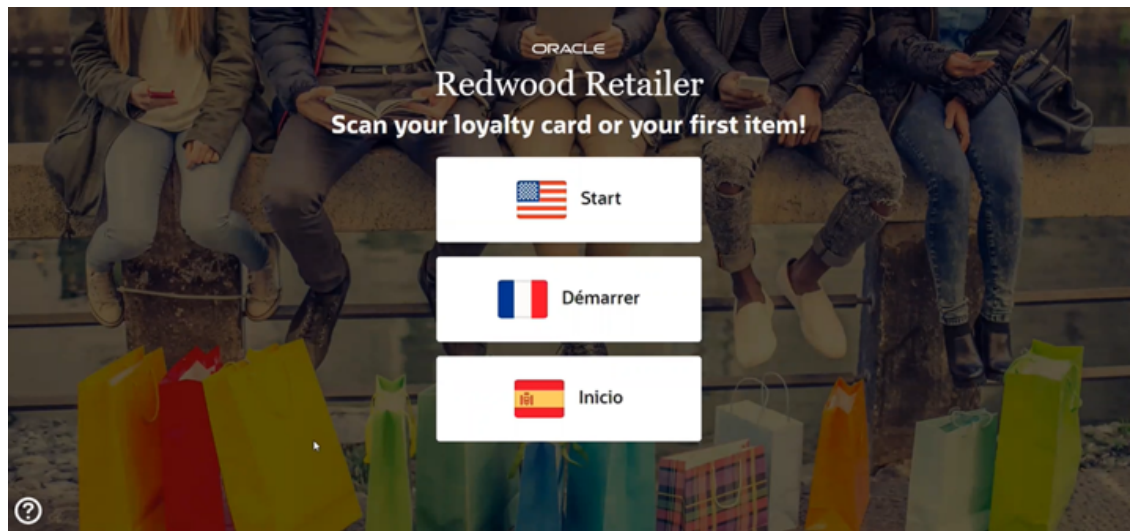 ORACLE
Redwood Retailer
Scan your loyalty card or your first item!
Start
Démarrer
Inicio
?